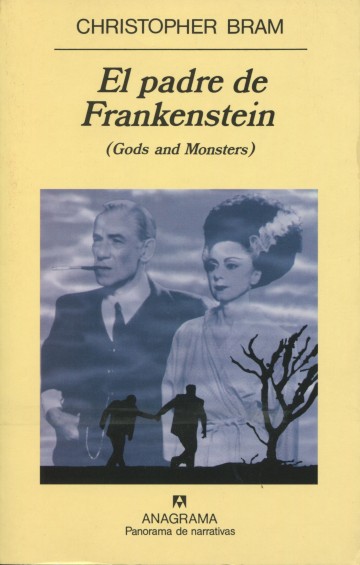 CHRISTOPHER BRAM
El padre de
Frankenstein
(Gods and Monsters)
ANAGRAMA
Panorama de narrativas